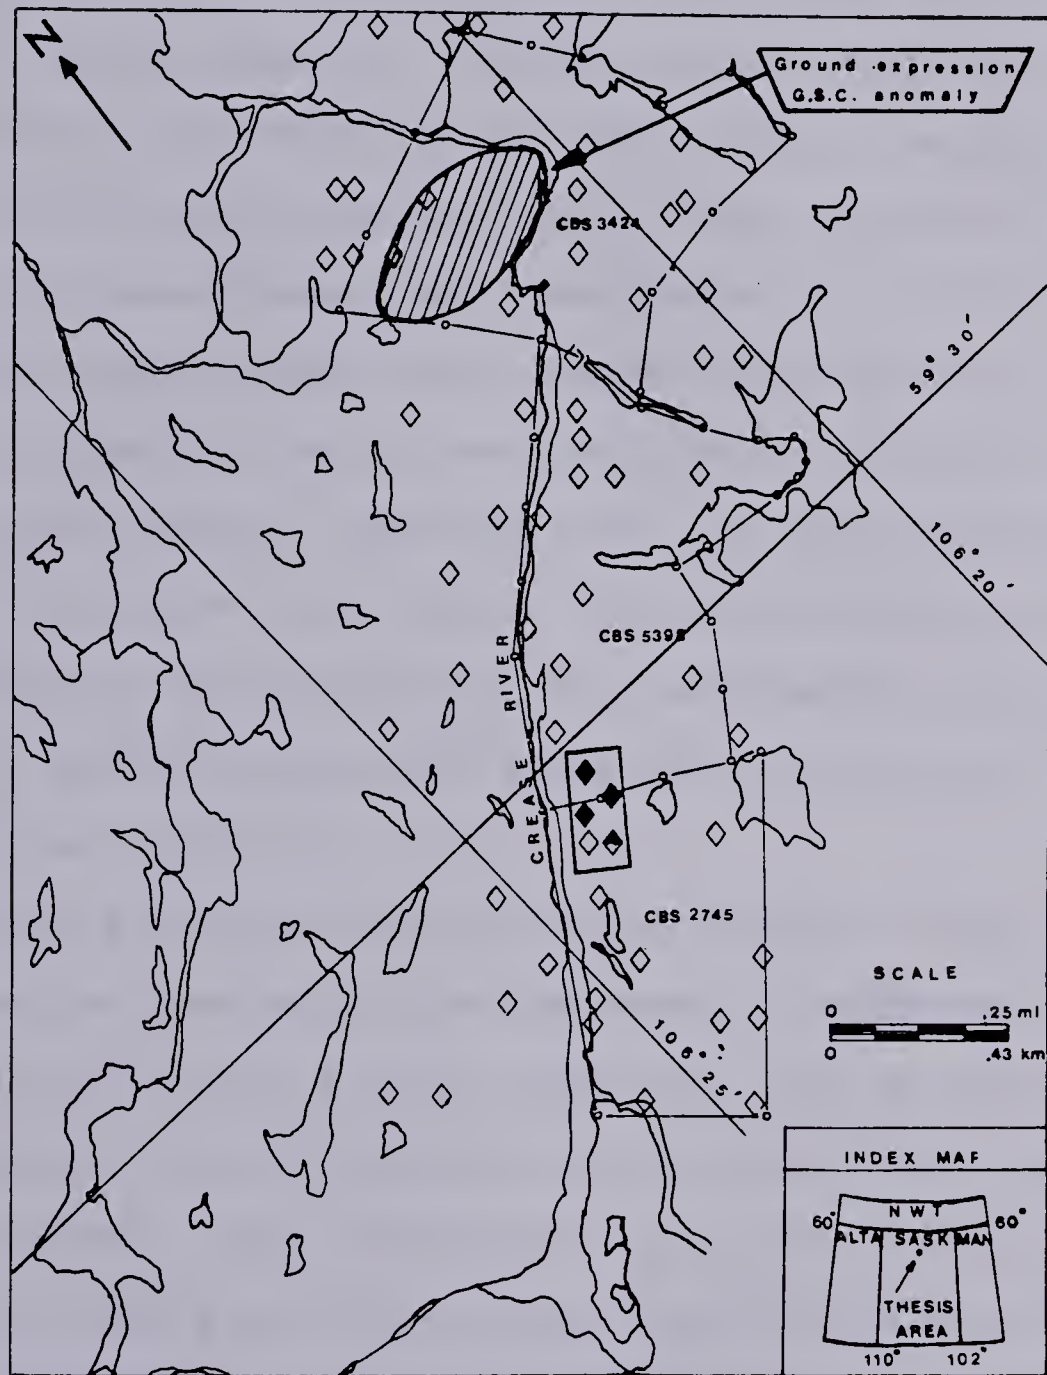 N
Ground expression
G.S.C. anomaly
CBS 3424
59° 30'
106° 20'
CBS 5398
CREASE RIVER
CBS 2745
106° 25'
SCALE
0 .25 mi
0 .43 km
INDEX MAP
NWT
60° 60°
ALTA SASK MAN
THESIS
AREA
110° 102°